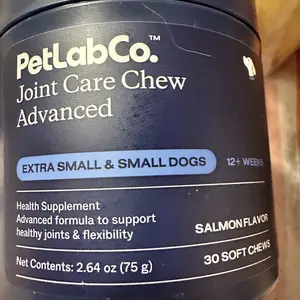 PetLabCo.™
Joint Care Chew
Advanced
EXTRA SMALL & SMALL DOGS 12+ WEEKS
Health Supplement
Advanced formula to support
healthy joints & flexibility
SALMON FLAVOR
Net Contents: 2.64 oz (75 g)
30 SOFT CHEWS